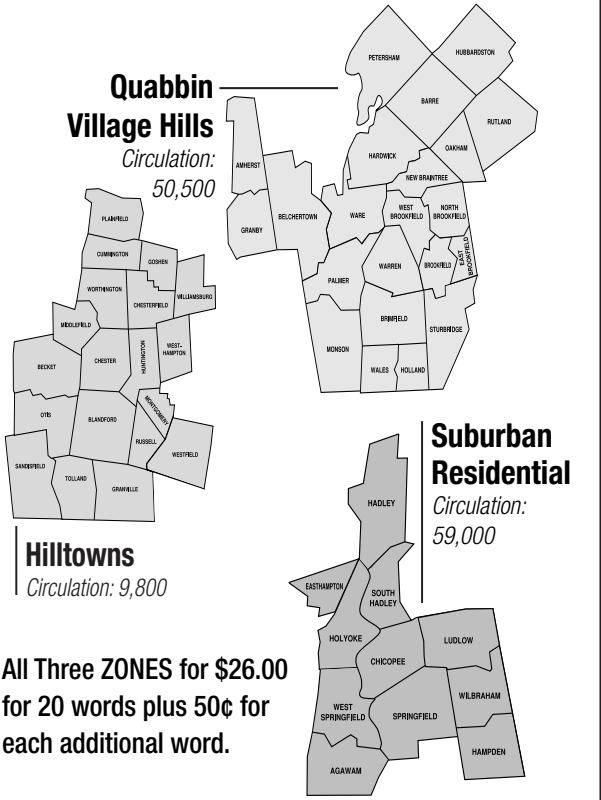 Quabbin
Village Hills
Circulation:
50,500
PETERSHAM
HUBBARDSTON
BARRE
RUTLAND
HARDWICK
OAKHAM
NEW BRAINTREE
AMHERST
GRANBY
BELCHERTOWN
WARE
WEST
BROOKFIELD
NORTH
BROOKFIELD
EAST
BROOKFIELD
BROOKFIELD
WARREN
PALMER
BRIMFIELD
STURBRIDGE
MONSON
WALES
HOLLAND
PLAINFIELD
CUMMINGTON
GOSHEN
WORTHINGTON
CHESTERFIELD
WILLIAMSBURG
MIDDLEFIELD
CHESTER
HUNTINGTON
WEST-
HAMPTON
BECKET
OTIS
BLANDFORD
MONTGOMERY
RUSSELL
WESTFIELD
SANDISFIELD
TOLLAND
GRANVILLE
Hilltowns
Circulation: 9,800
Suburban
Residential
Circulation:
59,000
HADLEY
EASTHAMPTON
SOUTH
HADLEY
HOLYOKE
CHICOPEE
LUDLOW
WEST
SPRINGFIELD
SPRINGFIELD
WILBRAHAM
HAMPDEN
AGAWAM
All Three ZONES for $26.00
for 20 words plus 50¢ for
each additional word.